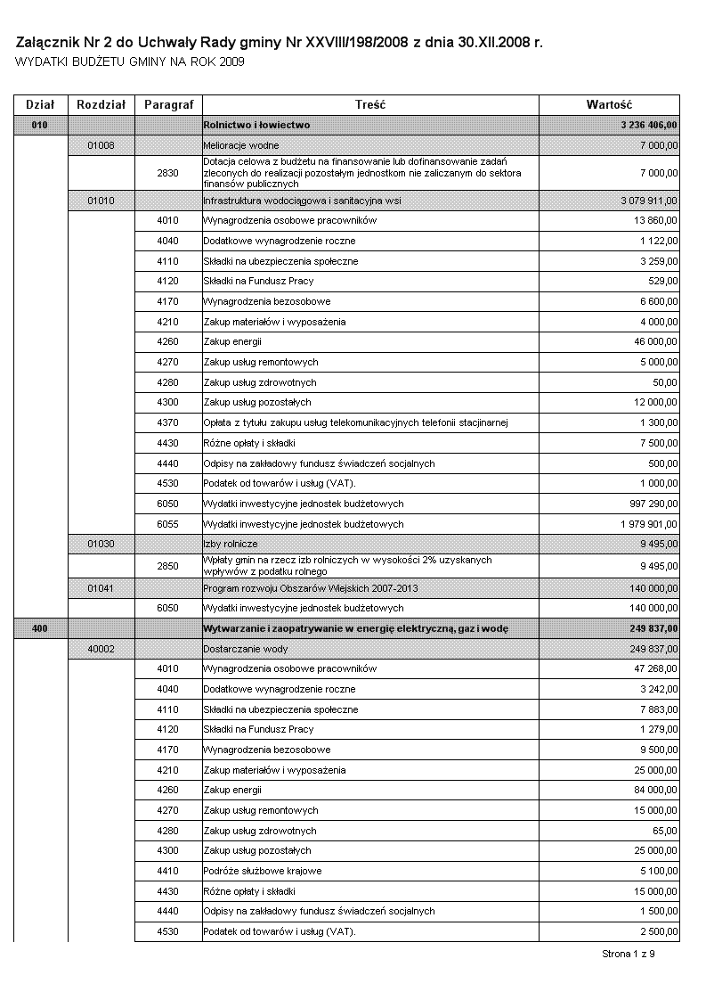 Załącznik Nr 2 do Uchwały Rady gminy Nr XXVIII/198/2008 z dnia 30.XII.2008 r.
WYDATKI BUDŻETU GMINY NA ROK 2009
Dział Rozdział Paragraf Treść Wartość
010 Rolnictwo i łowiectwo 3 236 406,00
01008 Melioracje wodne 7 000,00
Dotacja celowa z budżetu na finansowanie lub dofinansowanie zadań
2830 zleconych do realizacji pozostałym jednostkom nie zaliczanym do sektora 7 000,00
finansów publicznych
01010 Infrastruktura wodociągowa i sanitacyjna wsi 3 079 911,00
4010 Wynagrodzenia osobowe pracowników 13 860,00
4040 Dodatkowe wynagrodzenie roczne 1 122,00
4110 Składki na ubezpieczenia społeczne 3 259,00
4120 Składki na Fundusz Pracy 529,00
4170 Wynagrodzenia bezosobowe 6 600,00
4210 Zakup materiałów i wyposażenia 4 000,00
4260 Zakup energii 46 000,00
4270 Zakup usług remontowych 5 000,00
4280 Zakup usług zdrowotnych 50,00
4300 Zakup usług pozostałych 12 000,00
4370 Opłata z tytułu zakupu usług telekomunikacyjnych telefonii stacjinarnej 1 300,00
4430 Różne opłaty i składki 7 500,00
4440 Odpisy na zakładowy fundusz świadczeń socjalnych 500,00
4530 Podatek od towarów i usług (VAT). 1 000,00
6050 Wydatki inwestycyjne jednostek budżetowych 997 290,00
6055 Wydatki inwestycyjne jednostek budżetowych 1 979 901,00
01030 Izby rolnicze 9 495,00
2850 Wpłaty gmin na rzecz izb rolniczych w wysokości 2% uzyskanych 9 495,00
wpływów z podatku rolnego
01041 Program rozwoju Obszarów Wiejskich 2007-2013 140 000,00
6050 Wydatki inwestycyjne jednostek budżetowych 140 000,00
400 Wytwarzanie i zaopatrywanie w energię elektryczną, gaz i wodę 249 837,00
40002 Dostarczanie wody 249 837,00
4010 Wynagrodzenia osobowe pracowników 47 268,00
4040 Dodatkowe wynagrodzenie roczne 3 242,00
4110 Składki na ubezpieczenia społeczne 7 883,00
4120 Składki na Fundusz Pracy 1 279,00
4170 Wynagrodzenia bezosobowe 9 500,00
4210 Zakup materiałów i wyposażenia 25 000,00
4260 Zakup energii 84 000,00
4270 Zakup usług remontowych 15 000,00
4280 Zakup usług zdrowotnych 65,00
4300 Zakup usług pozostałych 25 000,00
4410 Podróże służbowe krajowe 5 100,00
4430 Różne opłaty i składki 15 000,00
4440 Odpisy na zakładowy fundusz świadczeń socjalnych 1 500,00
4530 Podatek od towarów i usług (VAT). 2 500,00
Strona 1 z 9